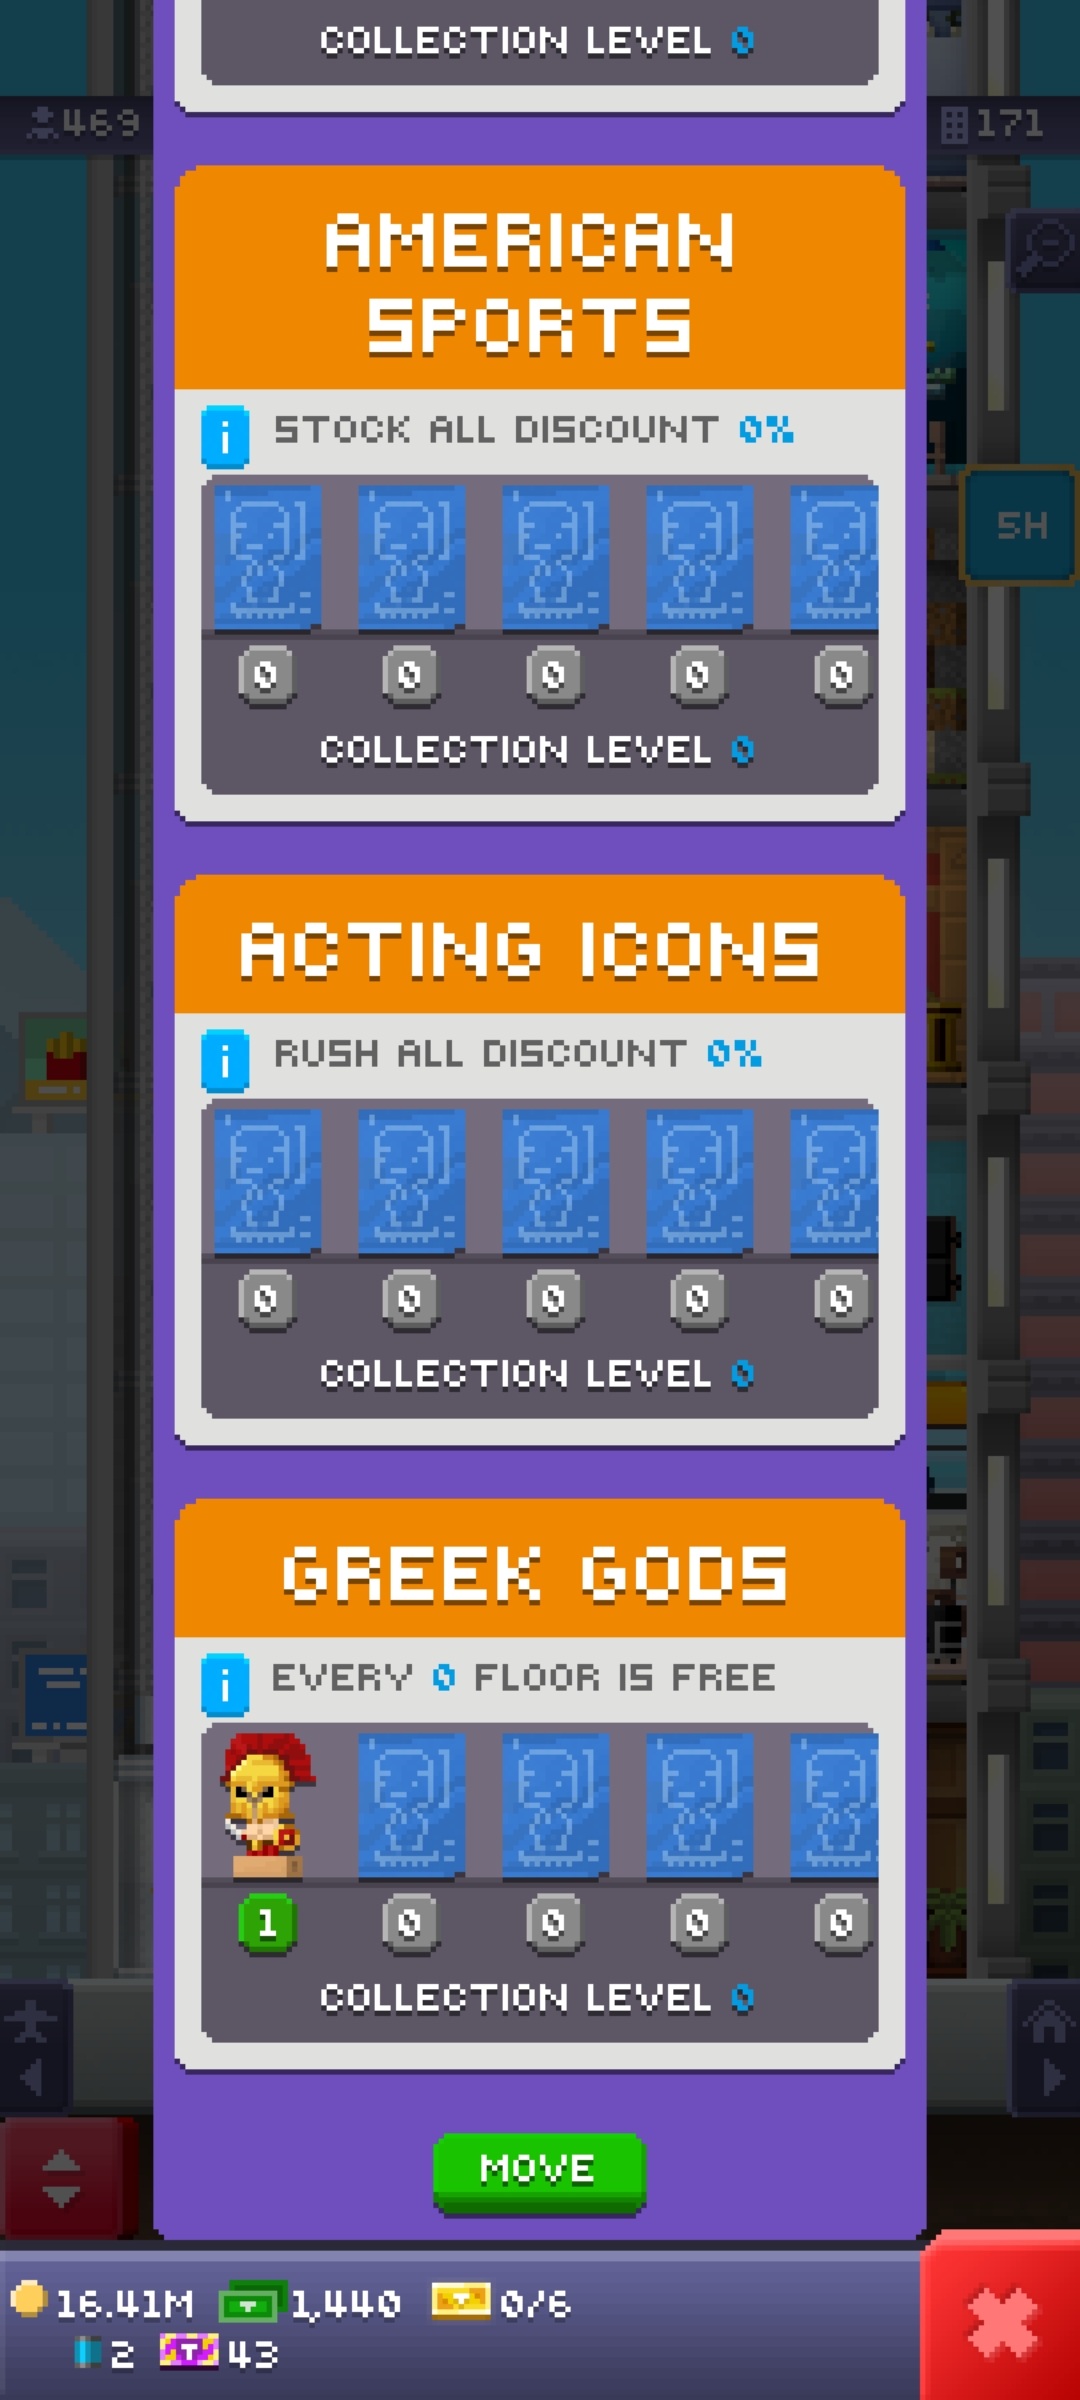 COLLECTION LEVEL 0
469
171
AMERICAN
SPORTS
i STOCK ALL DISCOUNT 0%
5H
0 0 0 0 0
COLLECTION LEVEL 0
ACTING ICONS
i RUSH ALL DISCOUNT 0%
0 0 0 0 0
COLLECTION LEVEL 0
GREEK GODS
i EVERY 0 FLOOR IS FREE
1 0 0 0 0
COLLECTION LEVEL 0
MOVE
16.41M 1,440 0/6
2 T 43